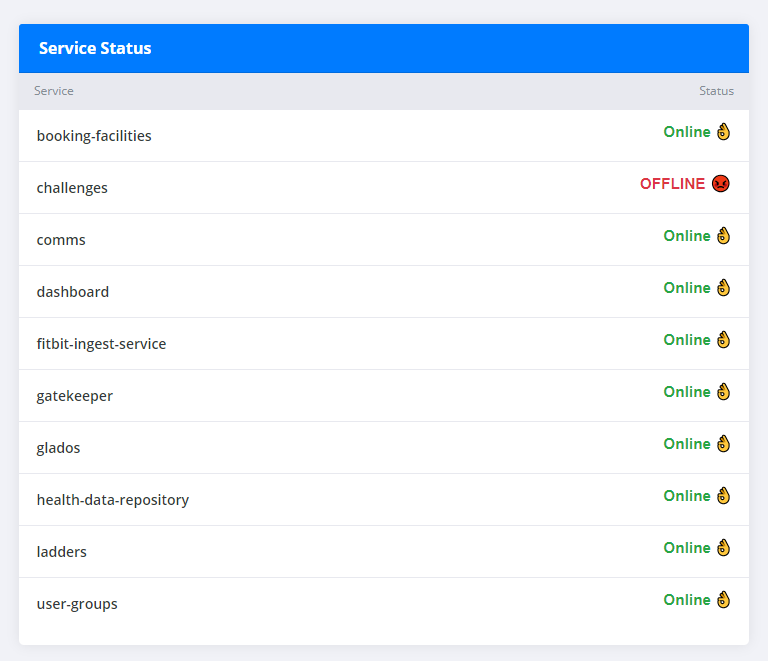 Service Status
Service Status
booking-facilities Online 👌
challenges OFFLINE 😡
comms Online 👌
dashboard Online 👌
fitbit-ingest-service Online 👌
gatekeeper Online 👌
glados Online 👌
health-data-repository Online 👌
ladders Online 👌
user-groups Online 👌